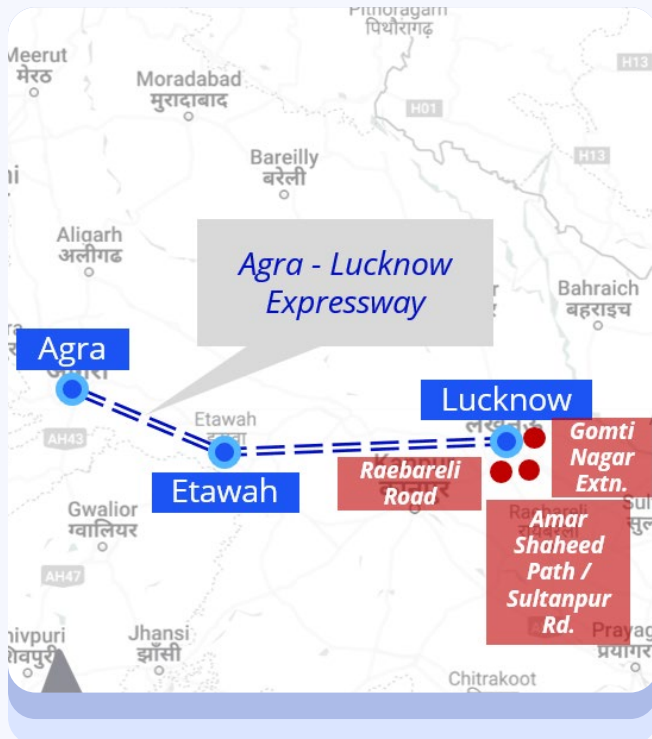 Pithoragarh
पिथौरागढ़
Meerut
मेरठ
H13
Moradabad
मुरादाबाद
H01
Bareilly
बरेली
H13
Aligarh
अलीगढ
Agra - Lucknow
Expressway
Bahraich
बहराइच
Agra
Lucknow
Etawah
AH43
Gomti
Nagar
Extn.
Raebareli
Road
Etawah
Gwalior
ग्वालियर
Amar
Shaheed
Path /
Sultanpur
Rd.
AH47
Jhansi
झाँसी
Chitrakoot